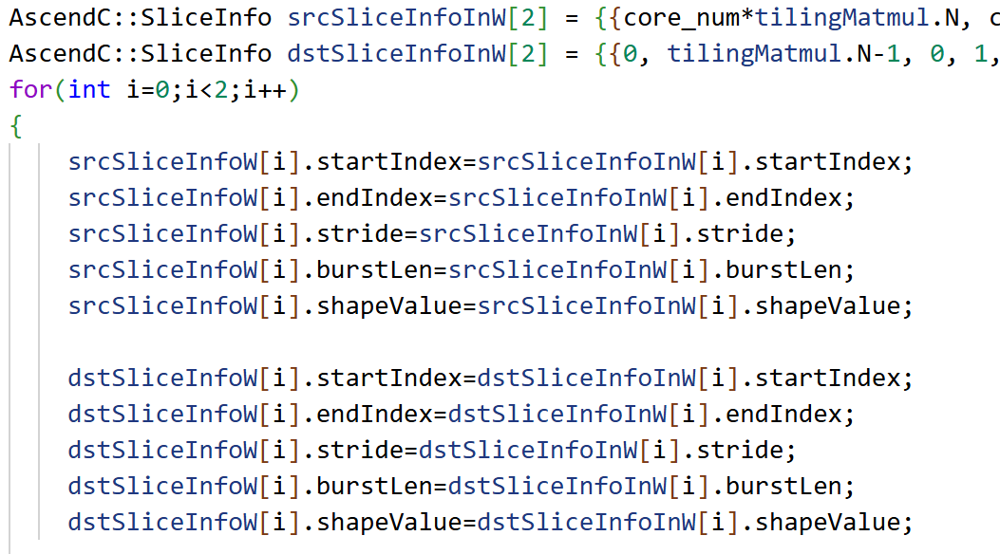 AscendC::SliceInfo srcSliceInfoInW[2] = {{core_num*tilingMatmul.N, c
AscendC::SliceInfo dstSliceInfoInW[2] = {{0, tilingMatmul.N-1, 0, 1,
for(int i=0;i<2;i++)
{
srcSliceInfoW[i].startIndex=srcSliceInfoInW[i].startIndex;
srcSliceInfoW[i].endIndex=srcSliceInfoInW[i].endIndex;
srcSliceInfoW[i].stride=srcSliceInfoInW[i].stride;
srcSliceInfoW[i].burstLen=srcSliceInfoInW[i].burstLen;
srcSliceInfoW[i].shapeValue=srcSliceInfoInW[i].shapeValue;
dstSliceInfoW[i].startIndex=dstSliceInfoInW[i].startIndex;
dstSliceInfoW[i].endIndex=dstSliceInfoInW[i].endIndex;
dstSliceInfoW[i].stride=dstSliceInfoInW[i].stride;
dstSliceInfoW[i].burstLen=dstSliceInfoInW[i].burstLen;
dstSliceInfoW[i].shapeValue=dstSliceInfoInW[i].shapeValue;